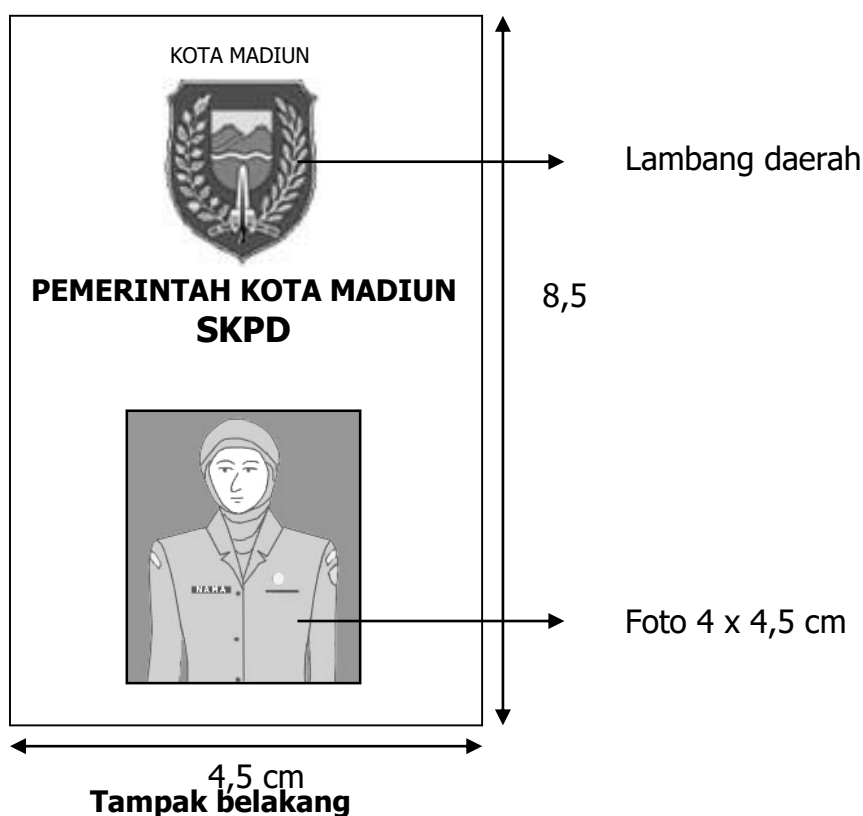 KOTA MADIUN
Lambang daerah
PEMERINTAH KOTA MADIUN
SKPD
8,5
NAMA
Foto 4 x 4,5 cm
4,5 cm
Tampak belakang